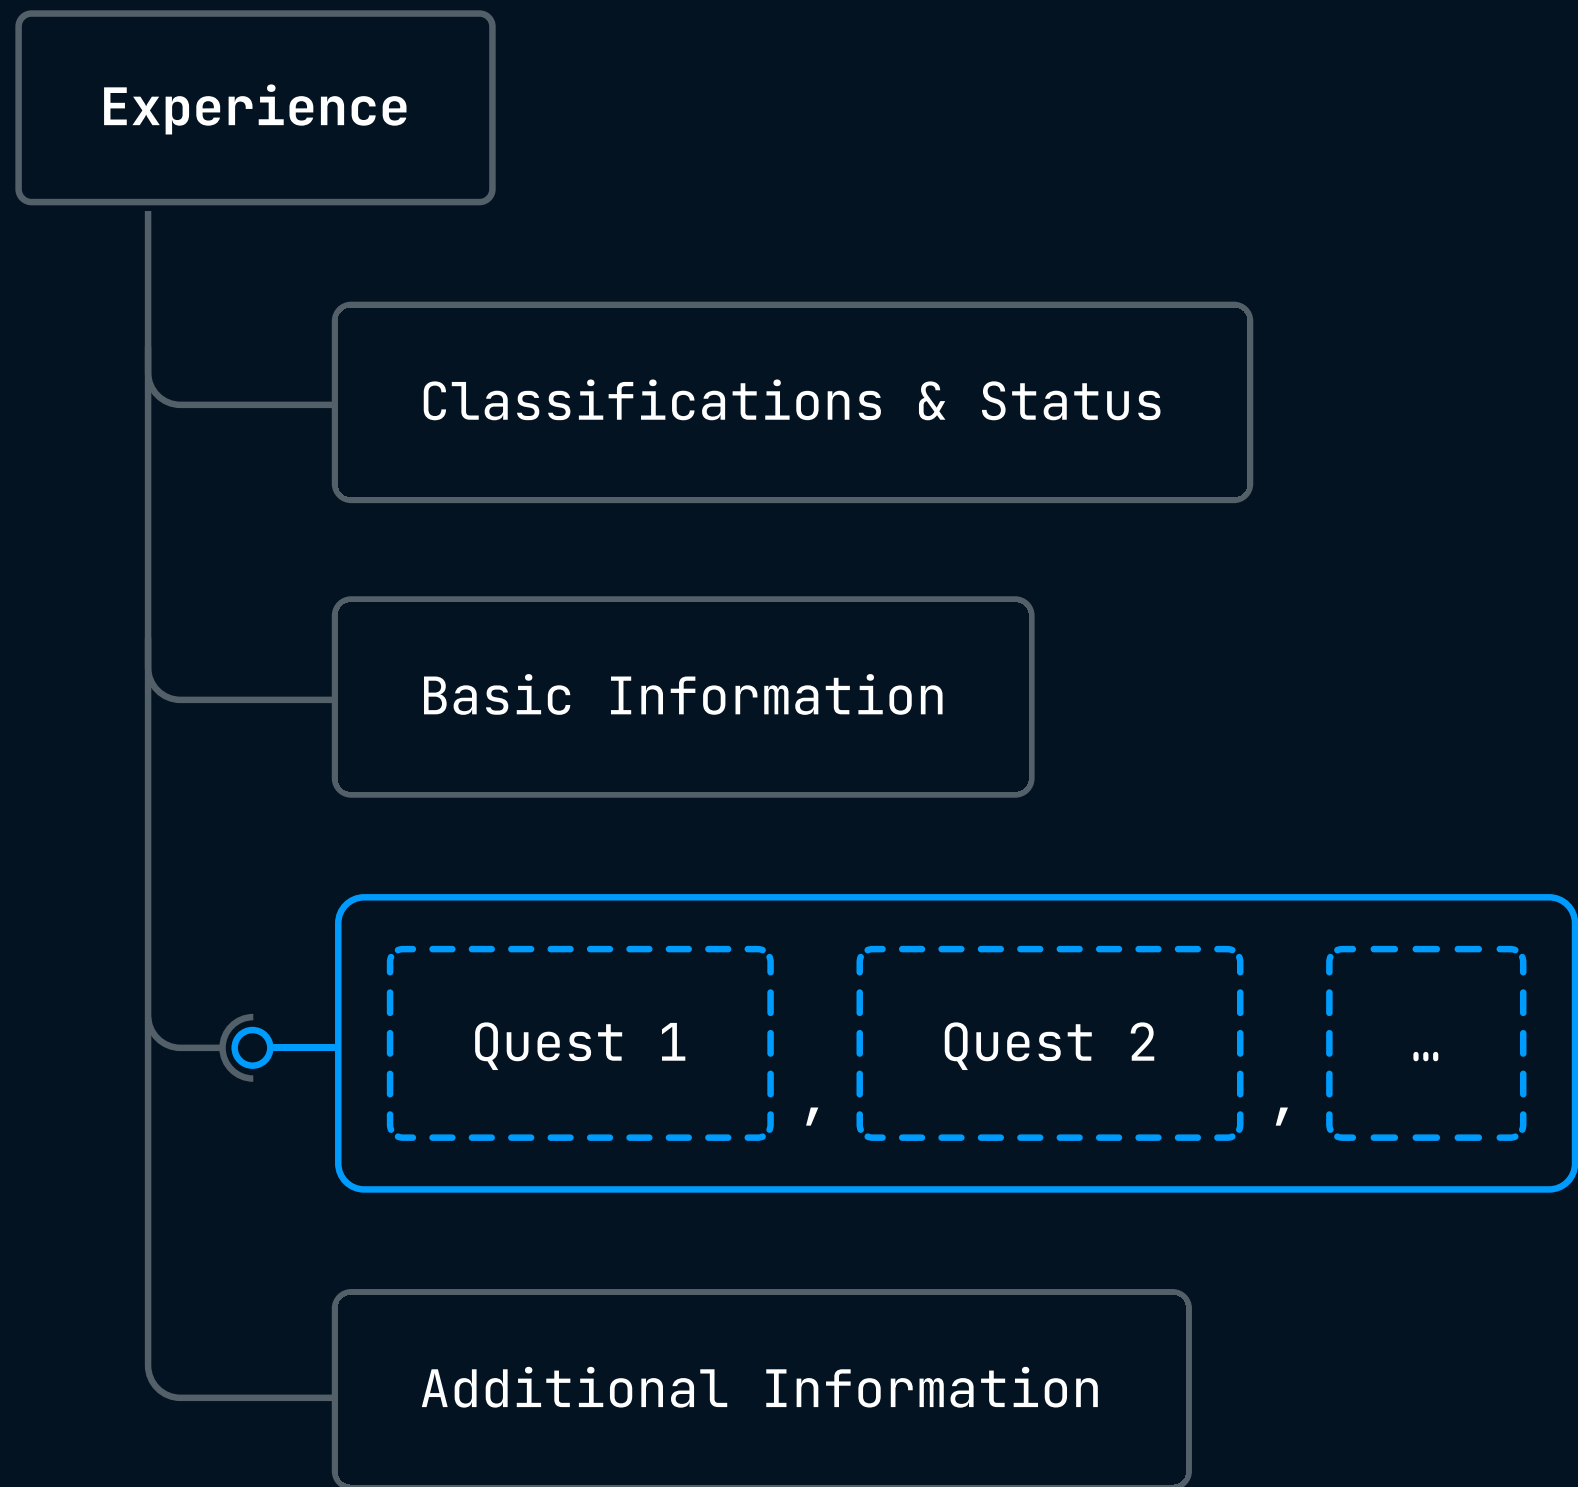 Experience
Classifications & Status
Basic Information
Quest 1 , Quest 2 , …
Additional Information